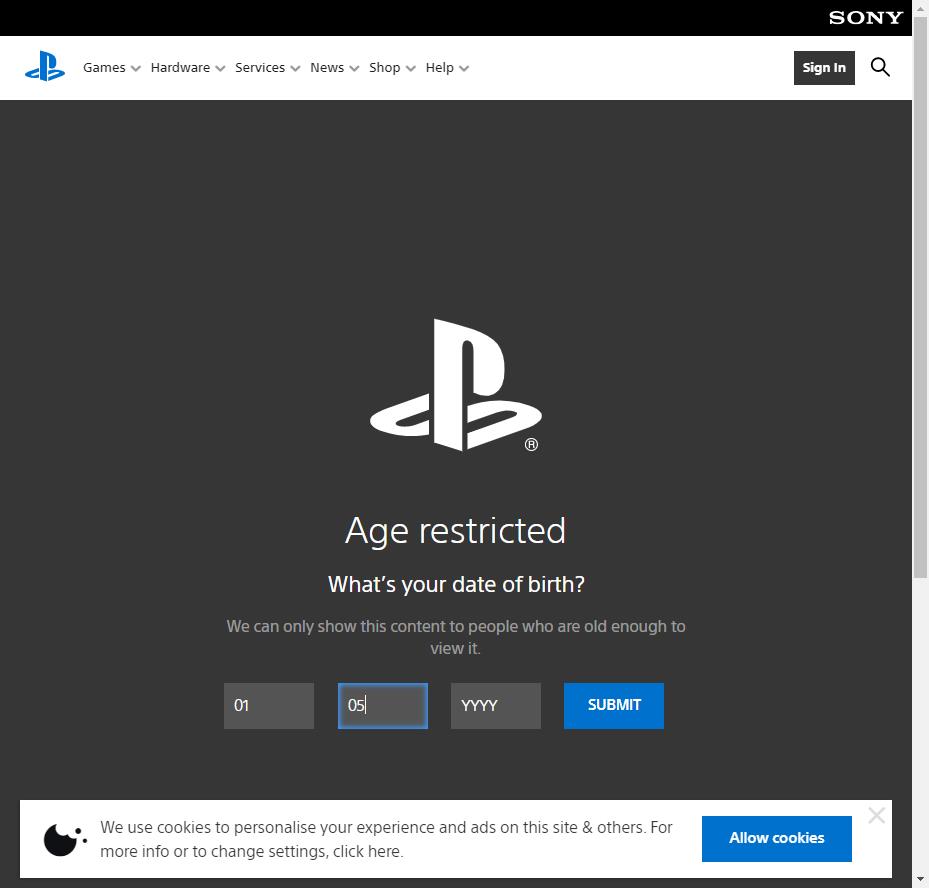 SONY
Games Hardware Services News Shop Help
Sign In
®
Age restricted
What's your date of birth?
We can only show this content to people who are old enough to
view it.
01 05 YYYY SUBMIT
We use cookies to personalise your experience and ads on this site & others. For
more info or to change settings, click here.
Allow cookies